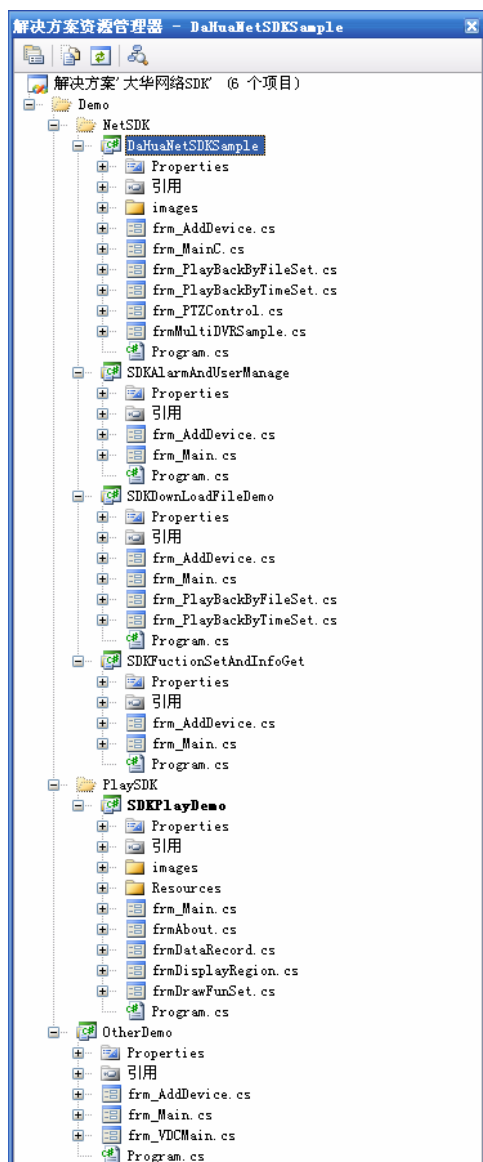 解决方案资源管理器 - DaHuaNetSDKSample
解决方案'大华网络SDK' (6 个项目)
Demo
NetSDK
DaHuaNetSDKSample
Properties
引用
images
frm_AddDevice.cs
frm_MainC.cs
frm_PlayBackByFileSet.cs
frm_PlayBackByTimeSet.cs
frm_PTZControl.cs
frmMultiDVRSample.cs
Program.cs
SDKAlarmAndUserManage
Properties
引用
frm_AddDevice.cs
frm_Main.cs
Program.cs
SDKDownLoadFileDemo
Properties
引用
frm_AddDevice.cs
frm_Main.cs
frm_PlayBackByFileSet.cs
frm_PlayBackByTimeSet.cs
Program.cs
SDKFuctionSetAndInfoGet
Properties
引用
frm_AddDevice.cs
frm_Main.cs
Program.cs
PlaySDK
SDKPlayDemo
Properties
引用
images
Resources
frm_Main.cs
frmAbout.cs
frmDataRecord.cs
frmDisplayRegion.cs
frmDrawFunSet.cs
Program.cs
OtherDemo
Properties
引用
frm_AddDevice.cs
frm_Main.cs
frm_VDCMain.cs
Program.cs